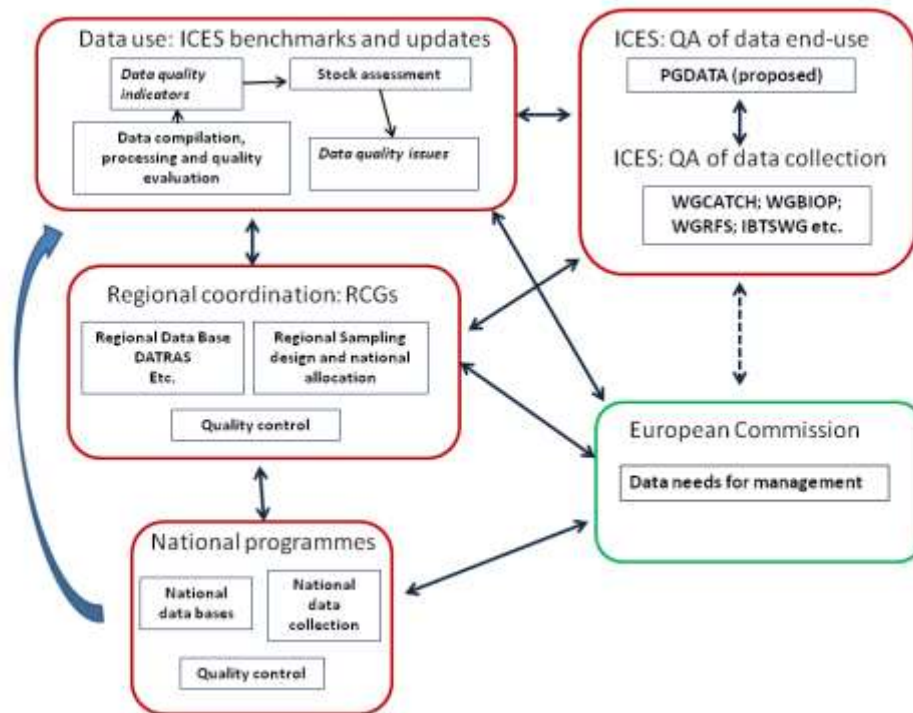 Data use: ICES benchmarks and updates
Data quality
indicators
Stock assessment
Data compilation,
processing and quality
evaluation
Data quality issues
ICES: QA of data end-use
PGDATA (proposed)
ICES: QA of data collection
WGCATCH; WGBIOP;
WGRFS; IBTSWG etc.
Regional coordination: RCGs
Regional Data Base
DATRAS
Etc.
Regional Sampling
design and national
allocation
Quality control
European Commission
Data needs for management
National programmes
National
data bases
National
data
collection
Quality control